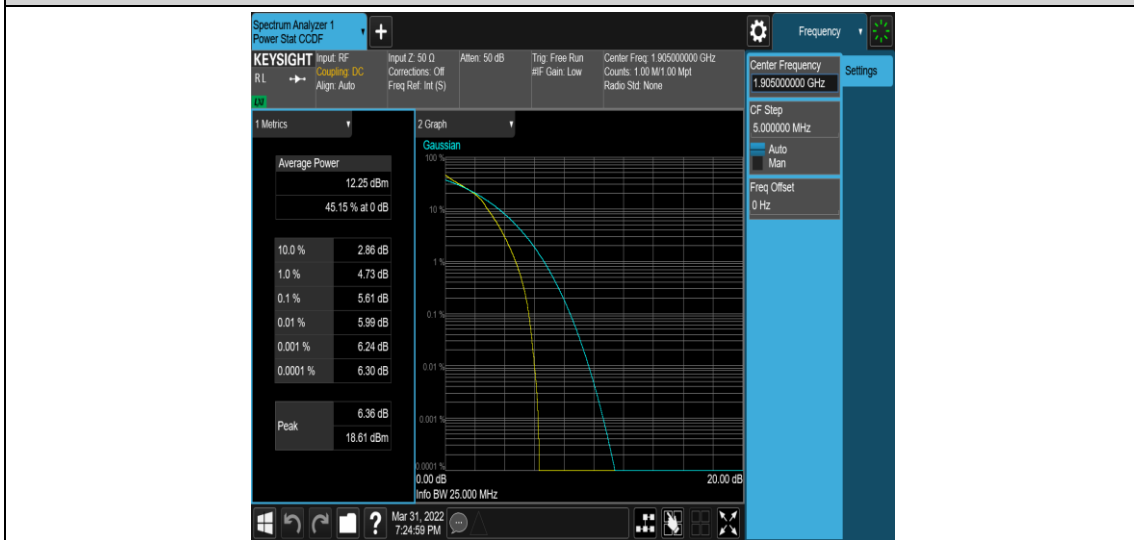 Spectrum Analyzer 1
Power Stat CCDF
+
Frequency
KEYSIGHT
RL
LXI
Input: RF
Coupling: DC
Align: Auto
Input Z: 50 Ω
Corrections: Off
Freq Ref: Int (S)
Atten: 50 dB
Trig: Free Run
#IF Gain: Low
Center Freq: 1.905000000 GHz
Counts: 1.00 M/1.00 Mpt
Radio Std: None
Center Frequency
1.905000000 GHz
Settings
CF Step
5.000000 MHz
Auto
Man
Freq Offset
0 Hz
1 Metrics
Average Power
12.25 dBm
45.15 % at 0 dB
10.0 % 2.86 dB
1.0 % 4.73 dB
0.1 % 5.61 dB
0.01 % 5.99 dB
0.001 % 6.24 dB
0.0001 % 6.30 dB
Peak
6.36 dB
18.61 dBm
2 Graph
Gaussian
100 %
10 %
1 %
0.1 %
0.01 %
0.001 %
0.0001 %
0.00 dB 20.00 dB
Info BW 25.000 MHz
?
Mar 31, 2022
7:24:59 PM